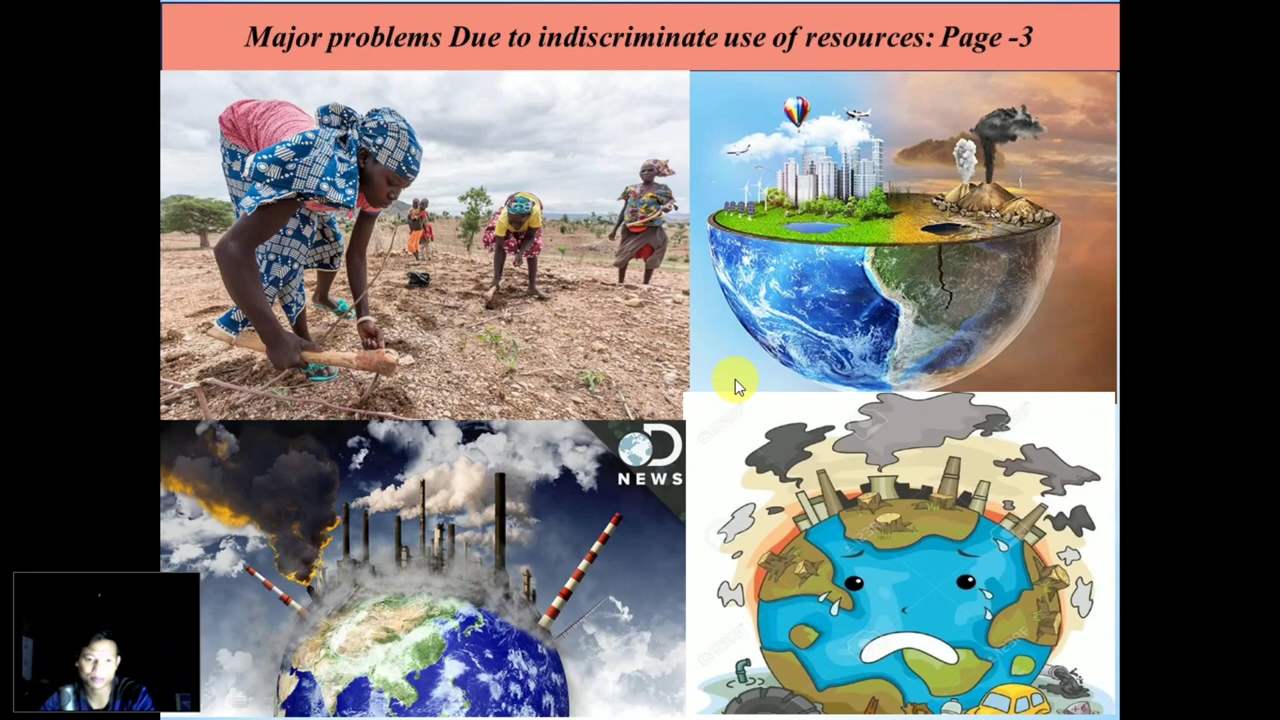 Major problems Due to indiscriminate use of resources: Page -3
D
NEWS